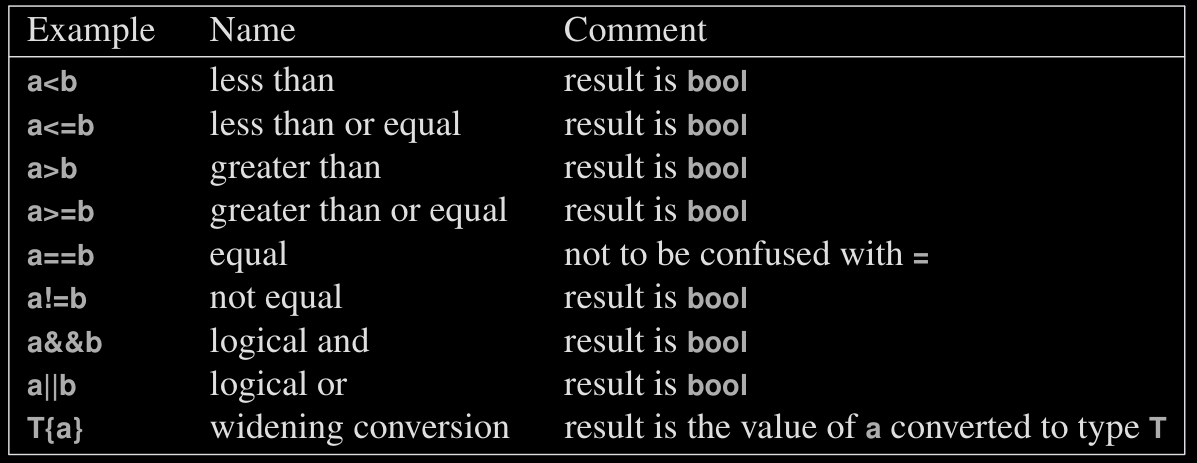 Example Name Comment
a<b less than result is bool
a<=b less than or equal result is bool
a>b greater than result is bool
a>=b greater than or equal result is bool
a==b equal not to be confused with =
a!=b not equal result is bool
a&&b logical and result is bool
a||b logical or result is bool
T{a} widening conversion result is the value of a converted to type T